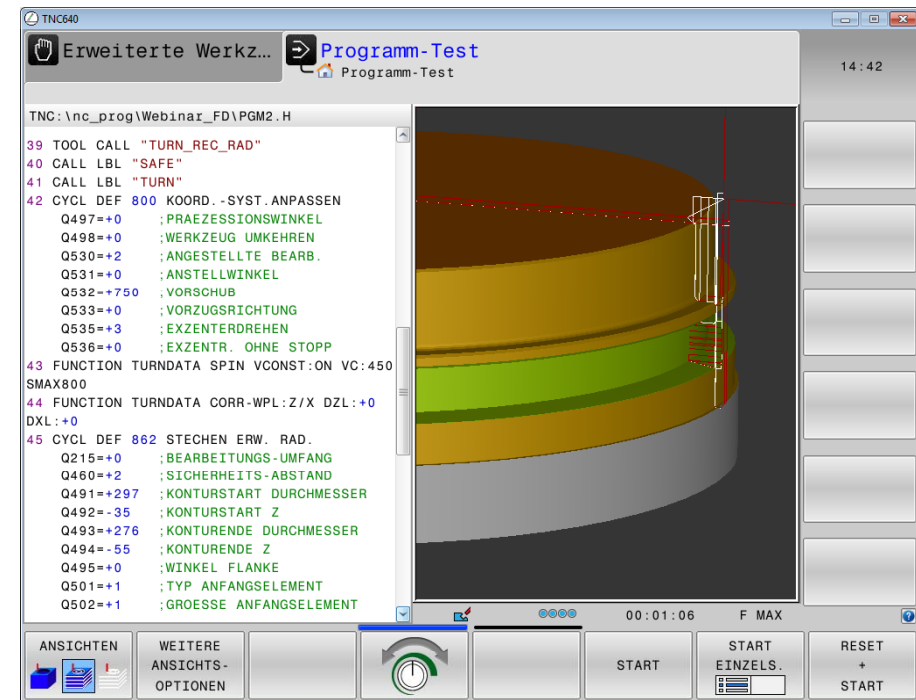 TNC640
Erweiterte Werkz…
Programm-Test
Programm-Test
14:42
TNC:\nc_prog\Webinar_FD\PGM2.H
39 TOOL CALL "TURN_REC_RAD"
40 CALL LBL "SAFE"
41 CALL LBL "TURN"
42 CYCL DEF 800 KOORD.-SYST.ANPASSEN
Q497=+0 ;PRAEZESSIONSWINKEL
Q498=+0 ;WERKZEUG UMKEHREN
Q530=+2 ;ANGESTELLTE BEARB.
Q531=+0 ;ANSTELLWINKEL
Q532=+750 ;VORSCHUB
Q533=+0 ;VORZUGSRICHTUNG
Q535=+3 ;EXZENTERDREHEN
Q536=+0 ;EXZENTR. OHNE STOPP
43 FUNCTION TURNDATA SPIN VCONST:ON VC:450
SMAX800
44 FUNCTION TURNDATA CORR-WPL:Z/X DZL:+0
DXL:+0
45 CYCL DEF 862 STECHEN ERW. RAD.
Q215=+0 ;BEARBEITUNGS-UMFANG
Q460=+2 ;SICHERHEITS-ABSTAND
Q491=+297 ;KONTURSTART DURCHMESSER
Q492=-35 ;KONTURSTART Z
Q493=+276 ;KONTURENDE DURCHMESSER
Q494=-55 ;KONTURENDE Z
Q495=+0 ;WINKEL FLANKE
Q501=+1 ;TYP ANFANGSELEMENT
Q502=+1 ;GROESSE ANFANGSELEMENT
00:01:06 F MAX
ANSICHTEN
WEITERE
ANSICHTS-
OPTIONEN
START
START
EINZELS.
RESET
+
START